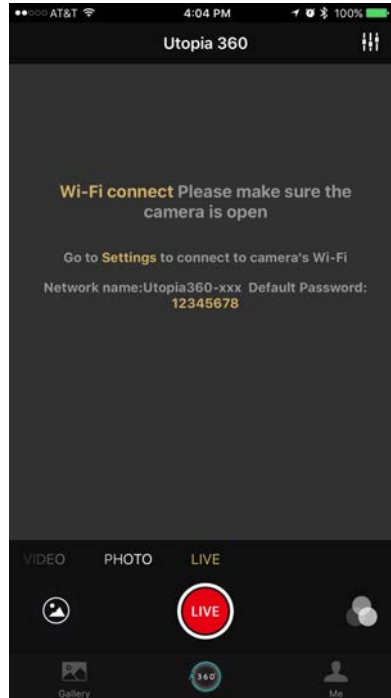 AT&T 4:04 PM 100%
Utopia 360
Wi-Fi connect Please make sure the
camera is open
Go to Settings to connect to camera's Wi-Fi
Network name:Utopia360-xxx Default Password:
12345678
VIDEO PHOTO LIVE
LIVE
360°
Gallery Me